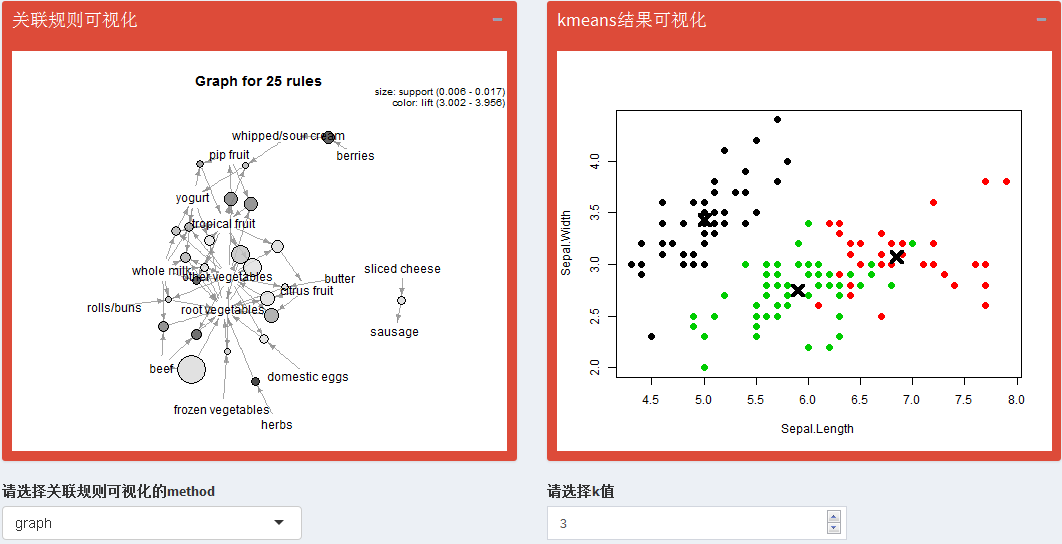 关联规则可视化
Graph for 25 rules
size: support (0.006 - 0.017)
color: lift (3.002 - 3.956)
whipped/sour cream
berries
pip fruit
yogurt
tropical fruit
whole milk
other vegetables
butter
sliced cheese
citrus fruit
rolls/buns
root vegetables
sausage
beef
domestic eggs
frozen vegetables
herbs
请选择关联规则可视化的method
graph
kmeans结果可视化
Sepal.Width
4.0
3.5
3.0
2.5
2.0
4.5 5.0 5.5 6.0 6.5 7.0 7.5 8.0
Sepal.Length
请选择k值
3